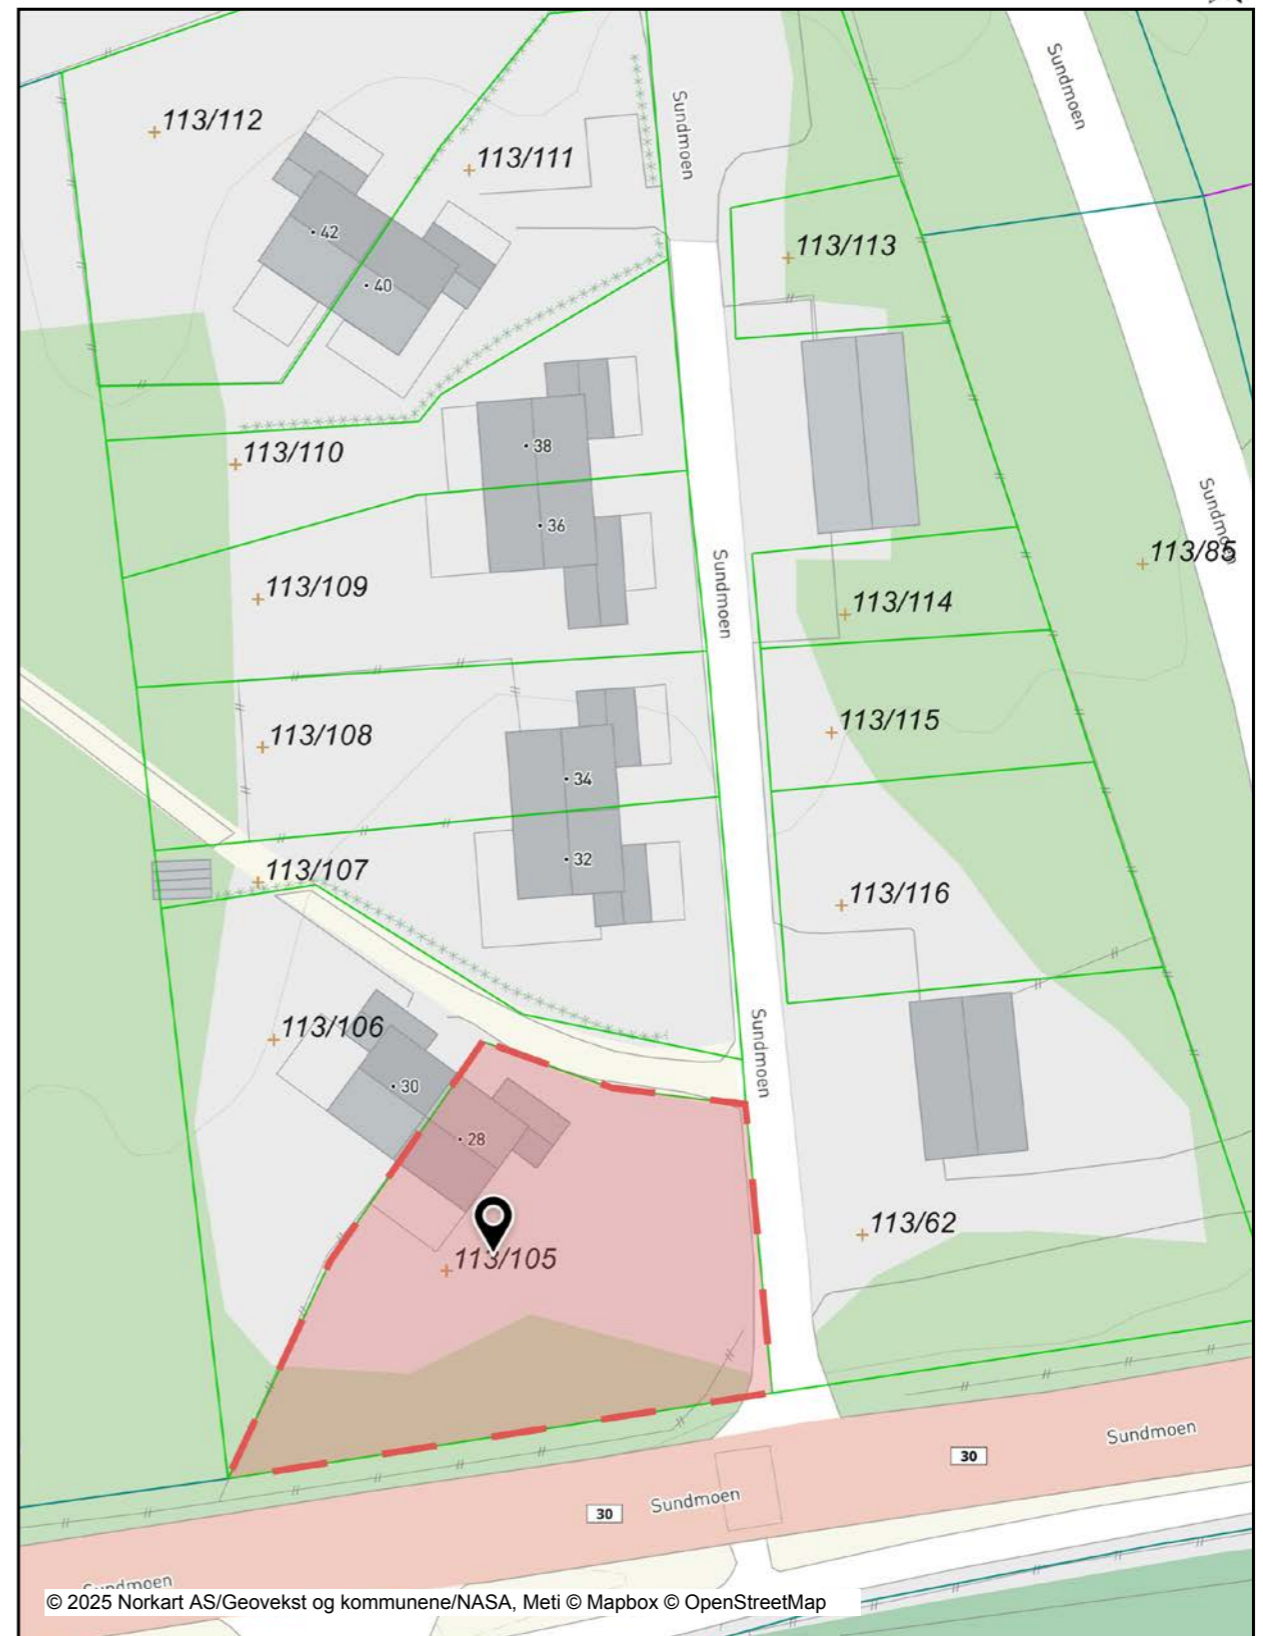 Sundmoen
Sundmoen
113/112
113/111
42
40
113/113
38
113/110
36
Sundmoen
Sundmoen
113/85
113/109
113/114
113/108
113/115
34
32
113/107
113/116
113/106
Sundmoen
30
28
113/62
113/105
Sundmoen
30
Sundmoen
30
Sundmoen
© 2025 Norkart AS/Geovekst og kommunene/NASA, Meti © Mapbox © OpenStreetMap